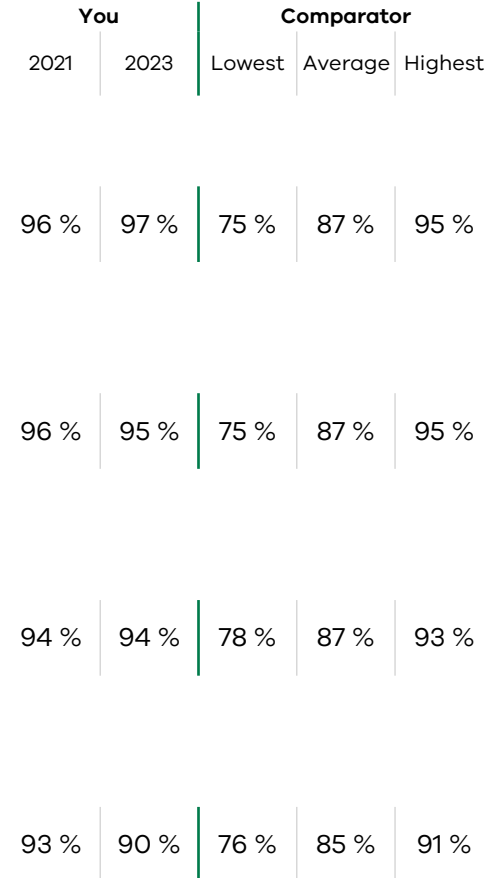 You Comparator
2021 2023 Lowest Average Highest
96 % 97 % 75 % 87 % 95 %
96 % 95 % 75 % 87 % 95 %
94 % 94 % 78 % 87 % 93 %
93 % 90 % 76 % 85 % 91 %